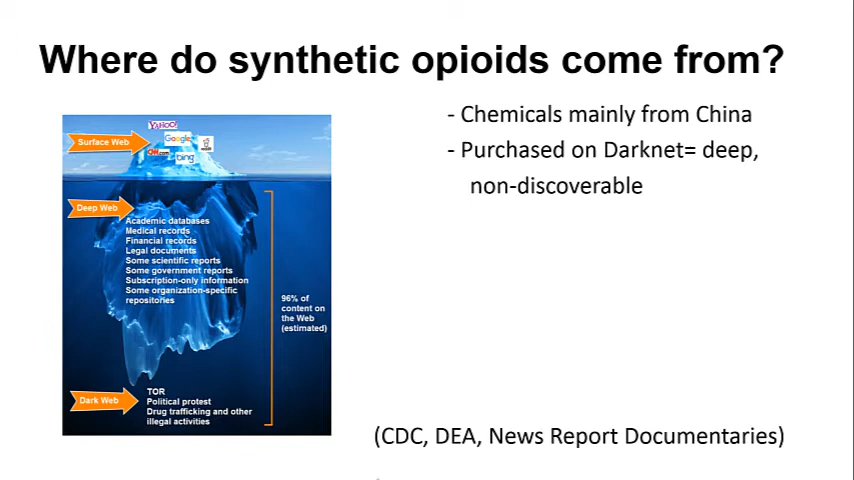 Where do synthetic opioids come from?
- Chemicals mainly from China
- Purchased on Darknet= deep,
non-discoverable
YAHOO!
Google
CNN.com
bing
Surface Web
Deep Web
Academic databases
Medical records
Financial records
Legal documents
Some scientific reports
Some government reports
Subscription-only information
Some organization-specific
repositories
96% of
content on
the Web
(estimated)
Dark Web
TOR
Political protest
Drug trafficking and other
illegal activities
(CDC, DEA, News Report Documentaries)